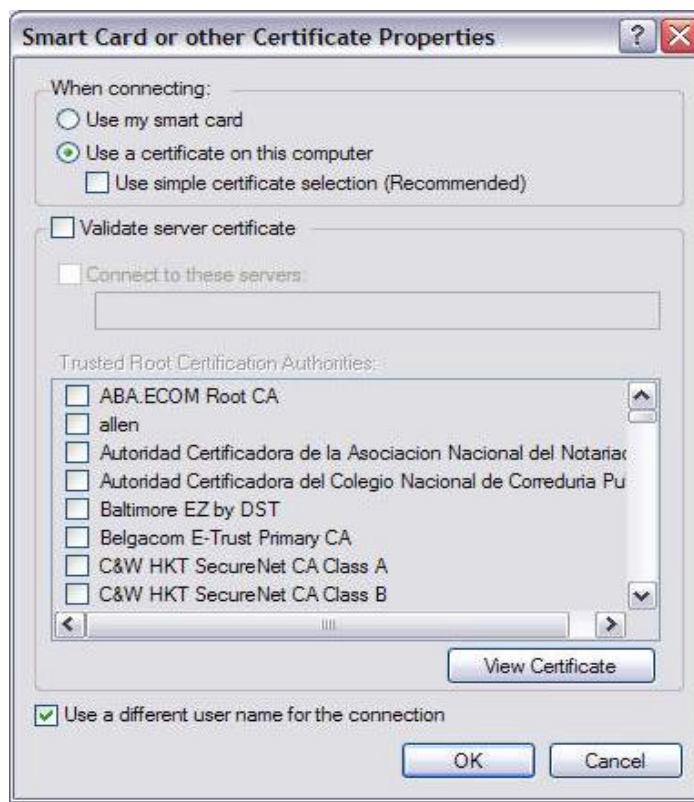 Smart Card or other Certificate Properties
When connecting:
Use my smart card
Use a certificate on this computer
Use simple certificate selection (Recommended)
Validate server certificate
Connect to these servers:
Trusted Root Certification Authorities:
ABA.ECOM Root CA
allen
Autoridad Certificadora de la Asociacion Nacional del Notariac
Autoridad Certificadora del Colegio Nacional de Correduria Pu
Baltimore EZ by DST
Belgacom E-Trust Primary CA
C&W HKT SecureNet CA Class A
C&W HKT SecureNet CA Class B
View Certificate
Use a different user name for the connection
OK Cancel